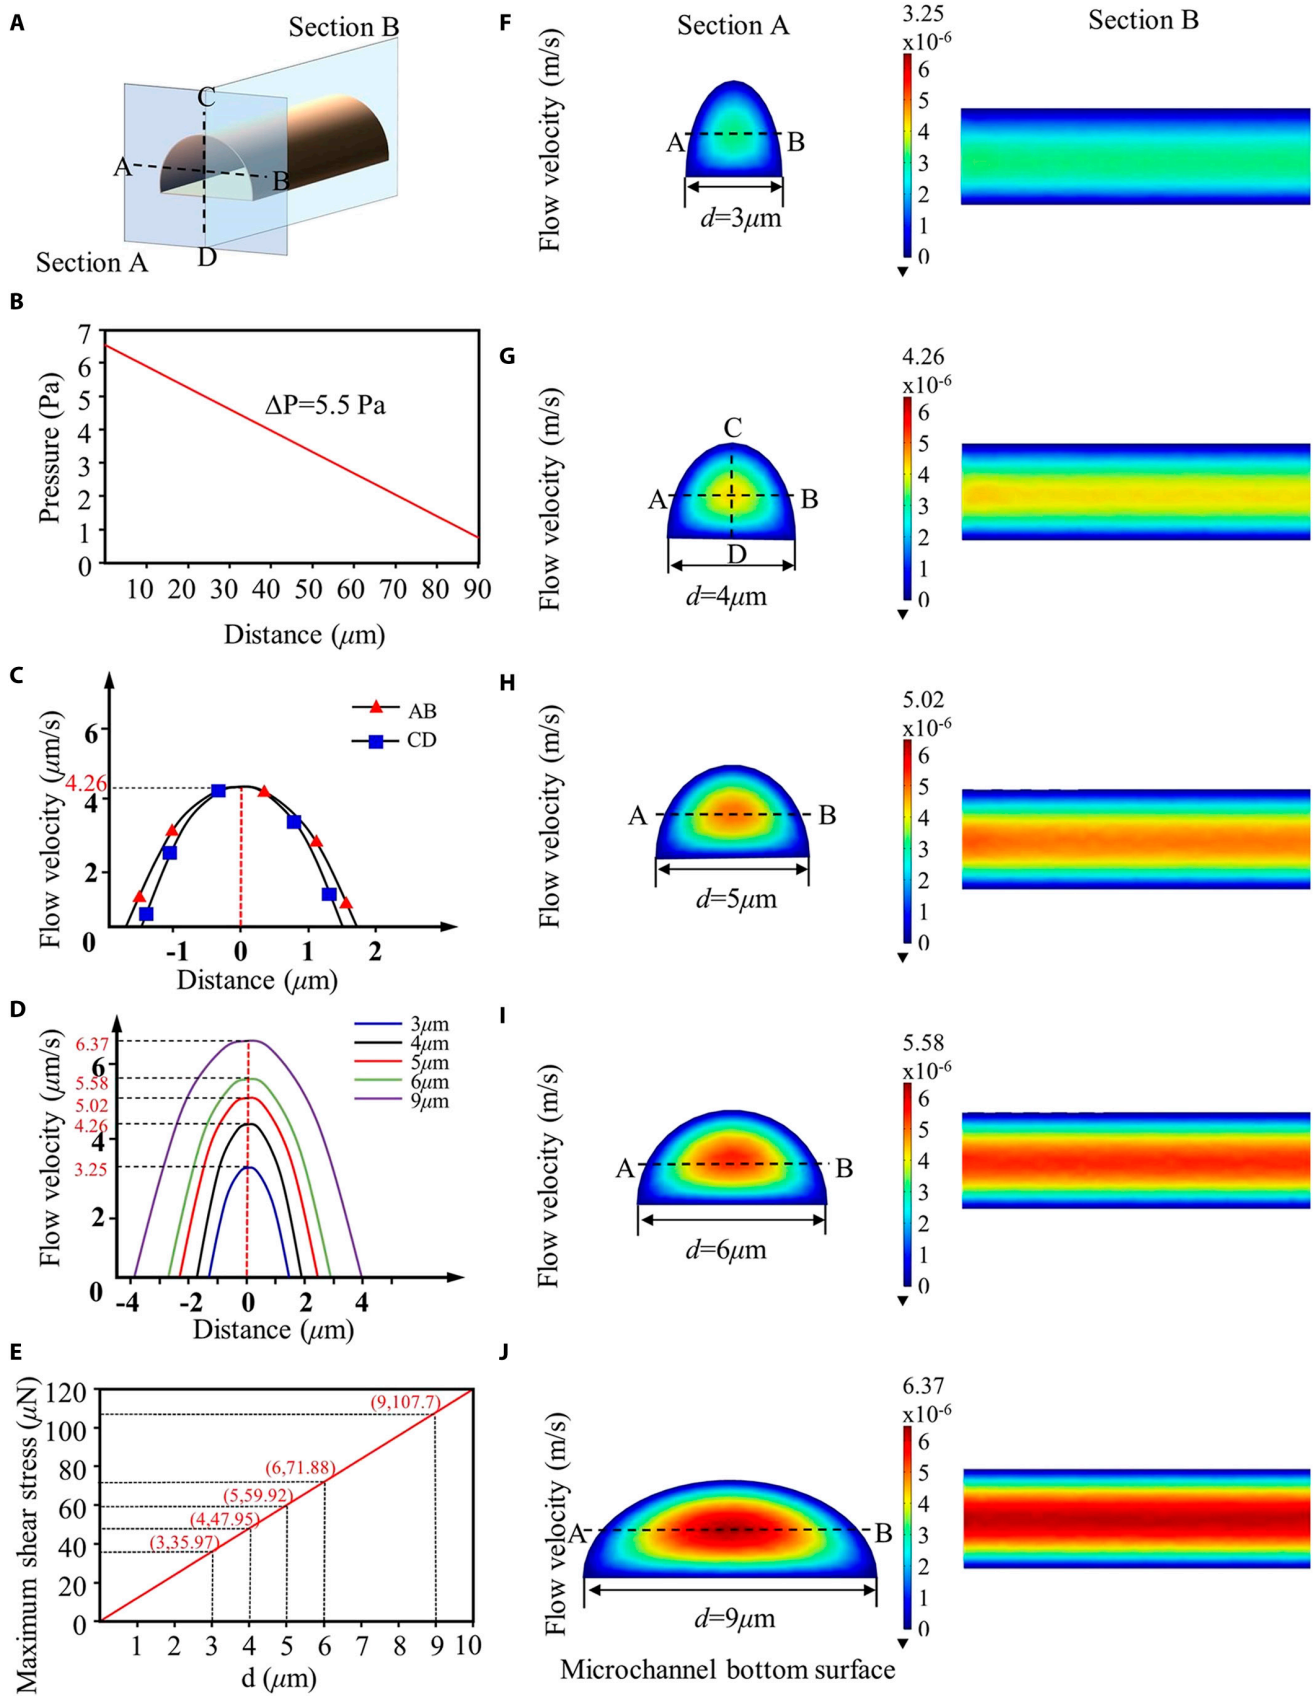 A
Section B
C
A
B
D
Section A
B
Pressure (Pa)
7
6
5
4
3
2
1
0
ΔP=5.5 Pa
10 20 30 40 50 60 70 80 90
Distance (μm)
C
Flow velocity (μm/s)
6
4.26
4
2
0
AB
CD
-1 0 1 2
Distance (μm)
D
Flow velocity (μm/s)
6.37
6
5.58
5.02
4.26
4
3.25
2
0
3μm
4μm
5μm
6μm
9μm
-4 -2 0 2 4
Distance (μm)
E
Maximum shear stress (μN)
120
100
80
60
40
20
0
(9,107.7)
(6,71.88)
(5,59.92)
(4,47.95)
(3,35.97)
1 2 3 4 5 6 7 8 9 10
d (μm)
F
Section A
Section B
Flow velocity (m/s)
A
B
d=3μm
3.25
x10-6
6
5
4
3
2
1
0
G
Flow velocity (m/s)
C
A
B
D
d=4μm
4.26
x10-6
6
5
4
3
2
1
0
H
Flow velocity (m/s)
A
B
d=5μm
5.02
x10-6
6
5
4
3
2
1
0
I
Flow velocity (m/s)
A
B
d=6μm
5.58
x10-6
6
5
4
3
2
1
0
J
Flow velocity (m/s)
A
B
d=9μm
6.37
x10-6
6
5
4
3
2
1
0
Microchannel bottom surface